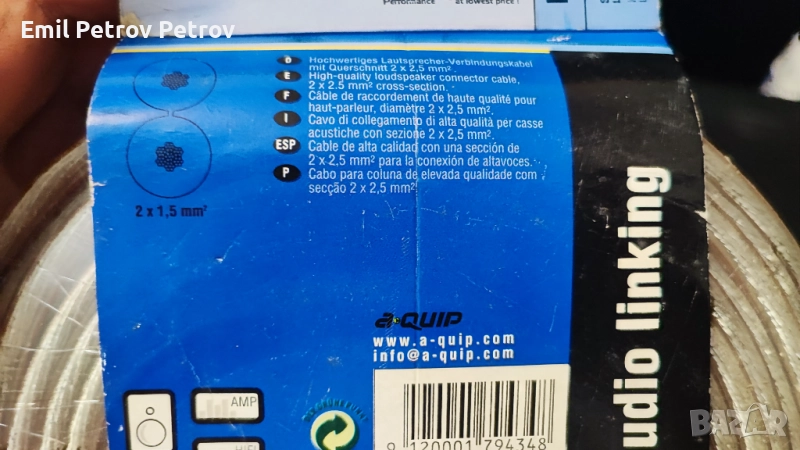 Emil Petrov Petrov
Performance
at lowest price!
D Hochwertiges Lautsprecher-Verbindungskabel
mit Querschnitt 2 x 2,5 mm².
E High-quality loudspeaker connector cable,
2 x 2.5 mm² cross-section.
F Câble de raccordement de haute qualité pour
haut-parleur, diamètre 2 x 2,5 mm².
I Cavo di collegamento di alta qualità per casse
acustiche con sezione 2 x 2,5 mm².
ESP Cable de alta calidad con una sección de
2 x 2,5 mm² para la conexión de altavoces.
P Cabo para coluna de elevada qualidade com
secção 2 x 2,5 mm².
2 x 1,5 mm²
udio linking
a-QUIP
www.a-quip.com
info@a-quip.com
AMP
HIFI
9 120001 794348
BAZAR